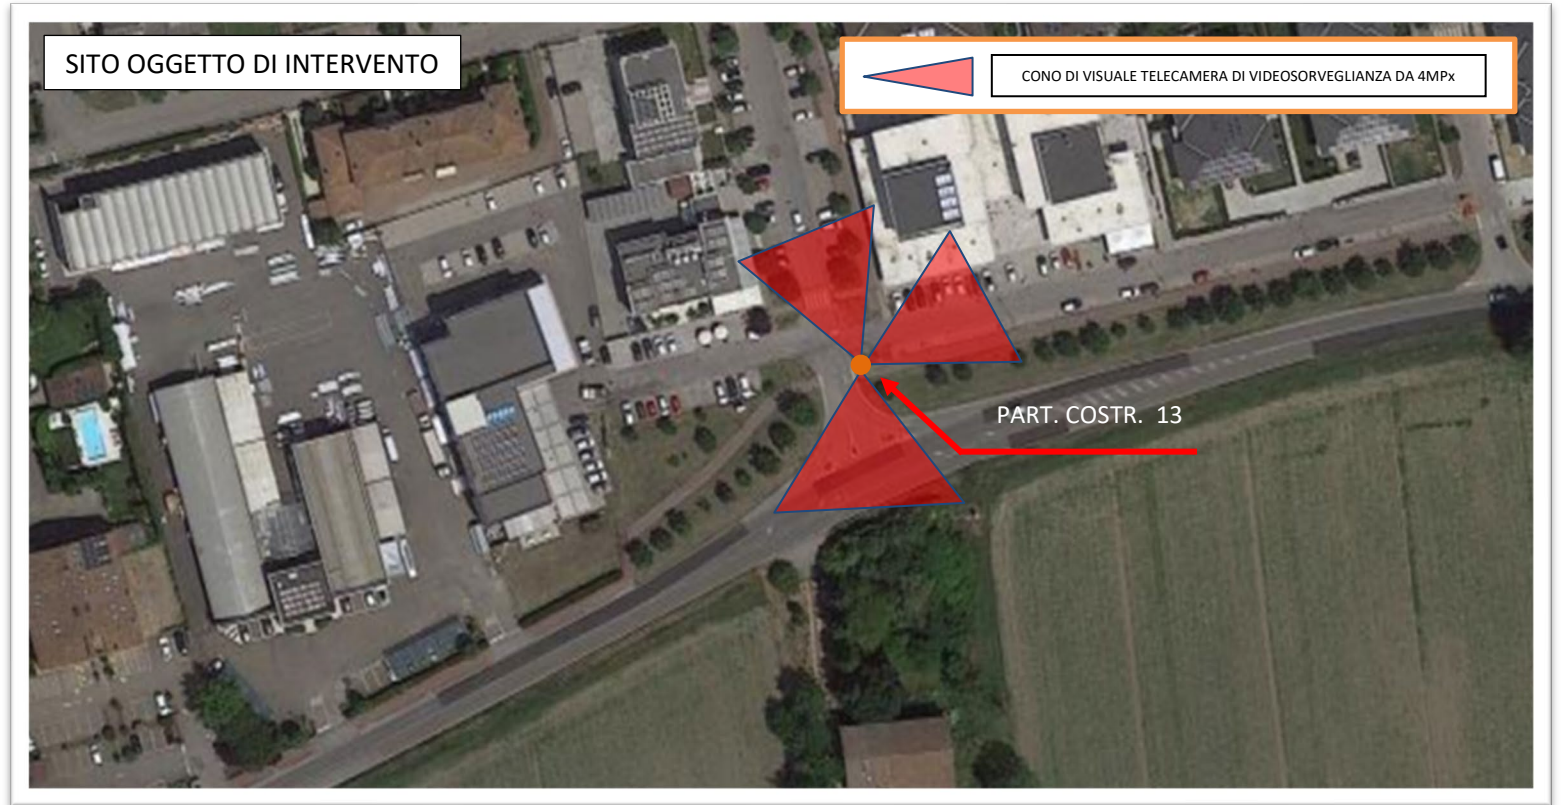 SITO OGGETTO DI INTERVENTO
CONO DI VISUALE TELECAMERA DI VIDEOSORVEGLIANZA DA 4MPx
PART. COSTR. 13